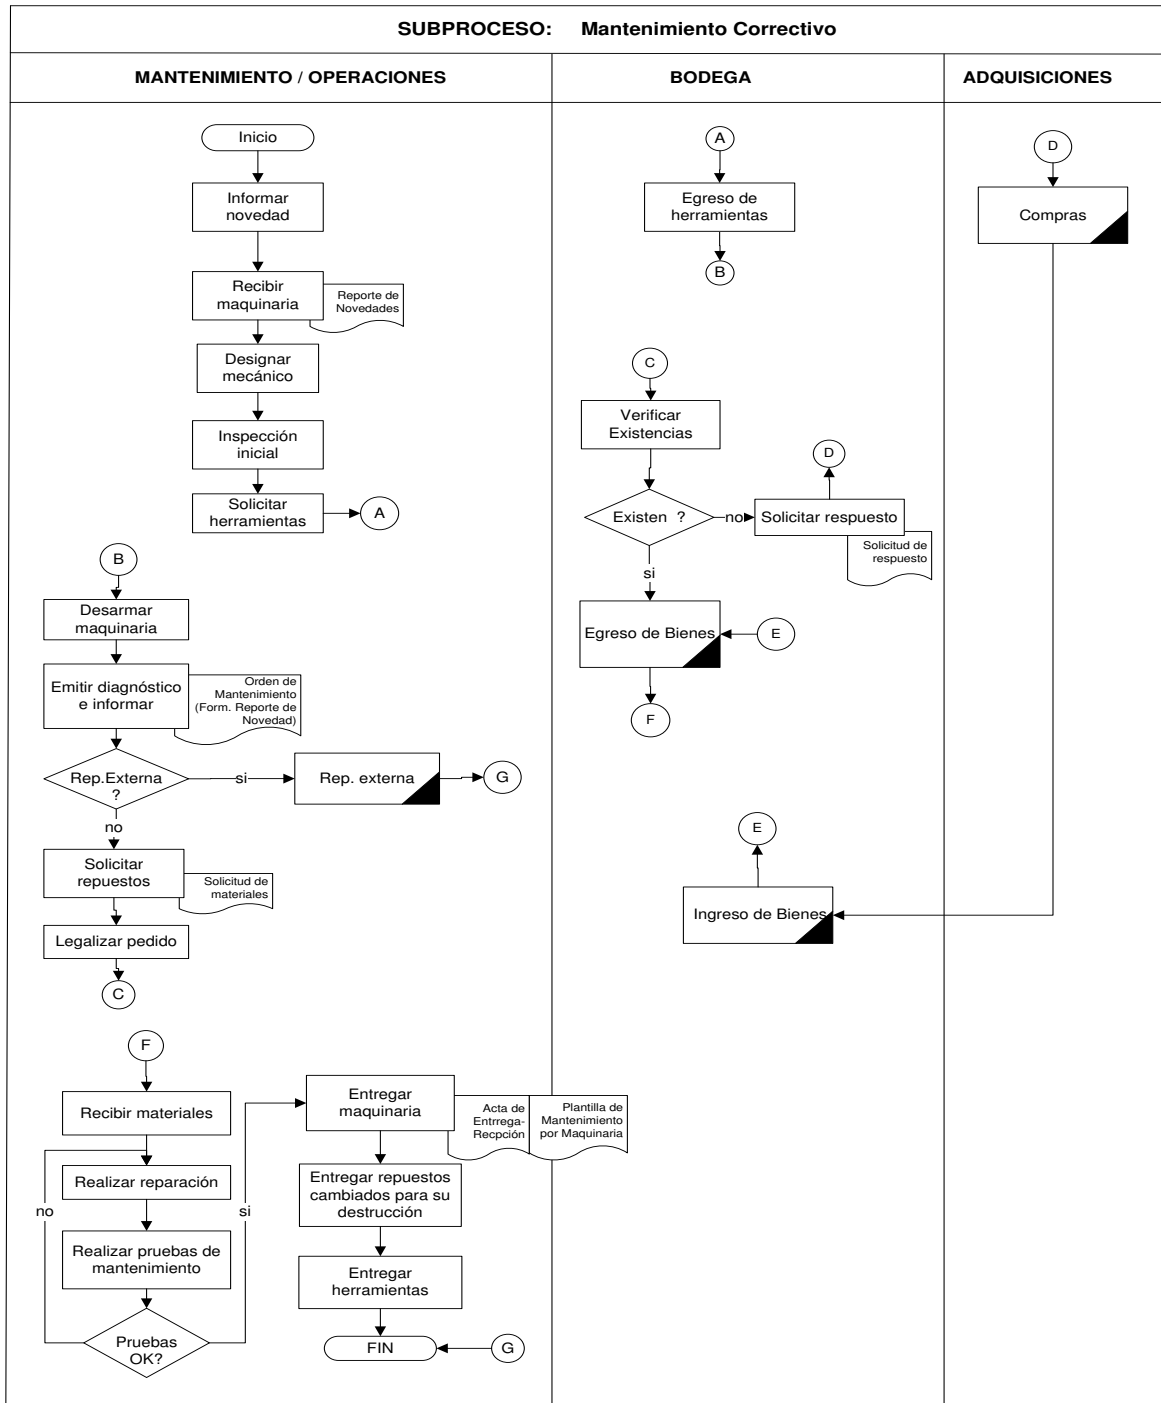 SUBPROCESO: Mantenimiento Correctivo
MANTENIMIENTO / OPERACIONES
BODEGA
ADQUISICIONES
Inicio
Informar
novedad
Recibir
maquinaria
Reporte de
Novedades
Designar
mecánico
Inspección
inicial
Solicitar
herramientas
A
B
Desarmar
maquinaria
Emitir diagnóstico
e informar
Orden de
Mantenimiento
(Form. Reporte de
Novedad)
Rep.Externa
?
si
Rep. externa
G
no
Solicitar
repuestos
Solicitud de
materiales
Legalizar pedido
C
F
Recibir materiales
Realizar reparación
no
si
Realizar pruebas de
mantenimiento
Pruebas
OK?
Entregar
maquinaria
Acta de
Entrrega-
Recpción
Plantilla de
Mantenimiento
por Maquinaria
Entregar repuestos
cambiados para su
destrucción
Entregar
herramientas
FIN
G
A
Egreso de
herramientas
B
C
Verificar
Existencias
Existen ?
no
Solicitar respuesto
D
Solicitud de
respuesto
si
Egreso de Bienes
E
F
E
Ingreso de Bienes
D
Compras